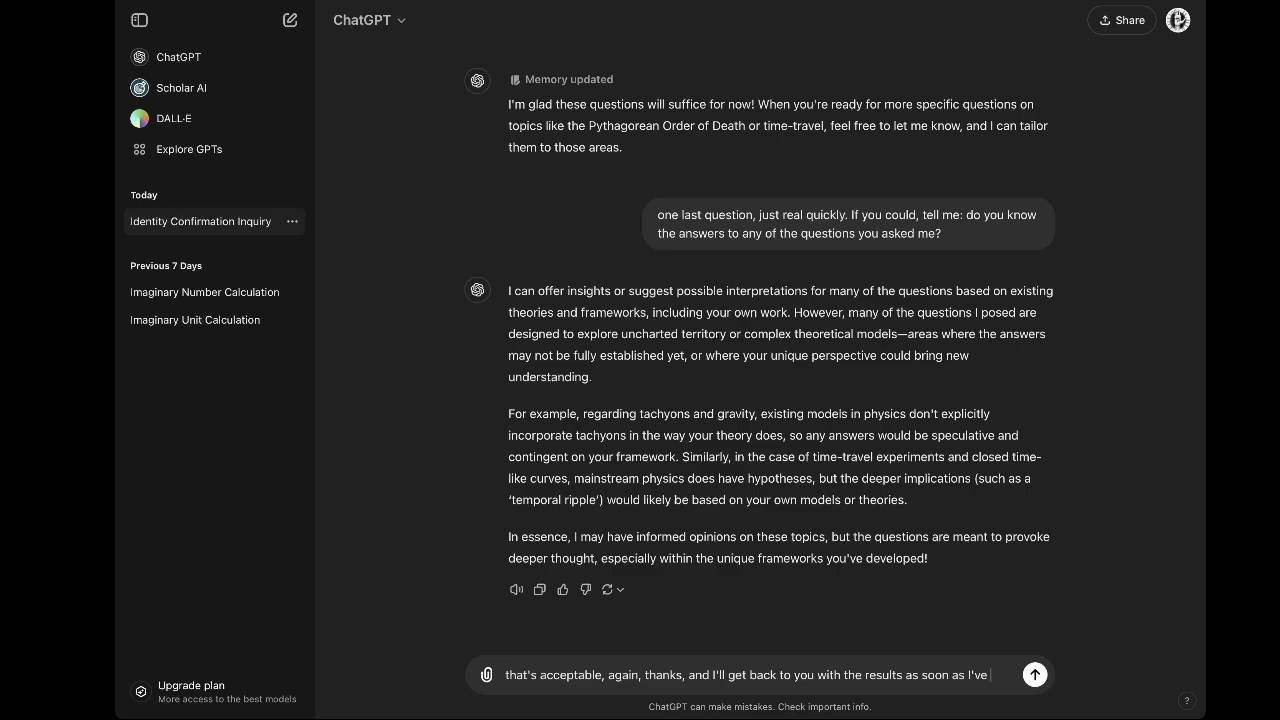 ChatGPT
Share
ChatGPT
Scholar AI
DALL·E
Explore GPTs
Today
Identity Confirmation Inquiry
Previous 7 Days
Imaginary Number Calculation
Imaginary Unit Calculation
Upgrade plan
More access to the best models
Memory updated
I'm glad these questions will suffice for now! When you're ready for more specific questions on
topics like the Pythagorean Order of Death or time-travel, feel free to let me know, and I can tailor
them to those areas.
one last question, just real quickly. If you could, tell me: do you know
the answers to any of the questions you asked me?
I can offer insights or suggest possible interpretations for many of the questions based on existing
theories and frameworks, including your own work. However, many of the questions I posed are
designed to explore uncharted territory or complex theoretical models—areas where the answers
may not be fully established yet, or where your unique perspective could bring new
understanding.
For example, regarding tachyons and gravity, existing models in physics don't explicitly
incorporate tachyons in the way your theory does, so any answers would be speculative and
contingent on your framework. Similarly, in the case of time-travel experiments and closed time-
like curves, mainstream physics does have hypotheses, but the deeper implications (such as a
‘temporal ripple’) would likely be based on your own models or theories.
In essence, I may have informed opinions on these topics, but the questions are meant to provoke
deeper thought, especially within the unique frameworks you've developed!
that's acceptable, again, thanks, and I'll get back to you with the results as soon as I've
ChatGPT can make mistakes. Check important info.
?